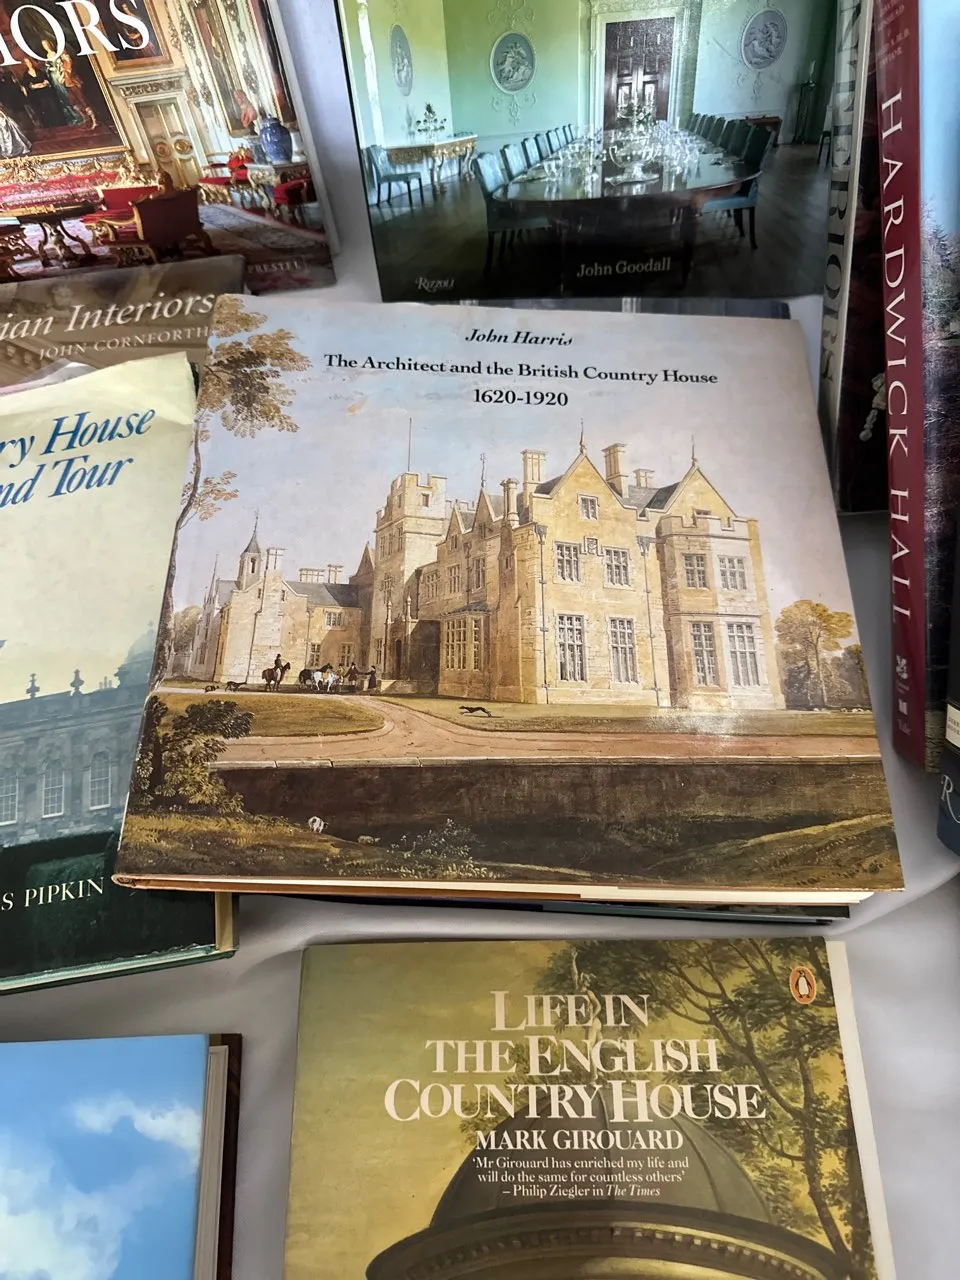 IORS
PRESTEL
RIZZOLI
John Goodall
ian Interiors
JOHN CORNFORTH
ry House
nd Tour
S PIPKIN
John Harris
The Architect and the British Country House
1620-1920
HARDWICK HALL
LIFE IN
THE ENGLISH
COUNTRY HOUSE
MARK GIROUARD
'Mr Girouard has enriched my life and
will do the same for countless others'
– Philip Ziegler in The Times